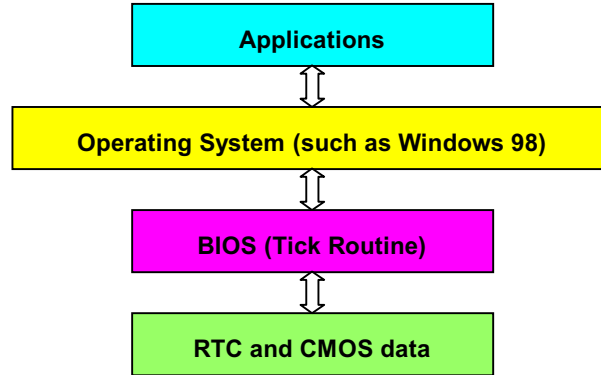 Applications
Operating System (such as Windows 98)
BIOS (Tick Routine)
RTC and CMOS data